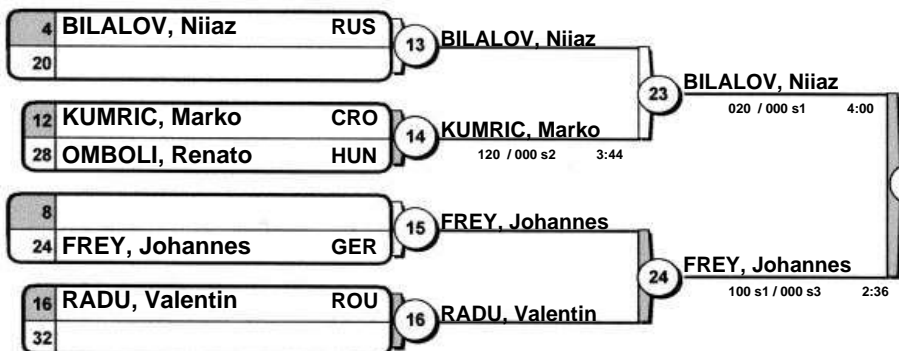 4 BILALOV, Niiaz RUS
20
13 BILALOV, Niiaz
12 KUMRIC, Marko CRO
28 OMBOLI, Renato HUN
14 KUMRIC, Marko
120 / 000 s2 3:44
23 BILALOV, Niiaz
020 / 000 s1 4:00
8
24 FREY, Johannes GER
15 FREY, Johannes
16 RADU, Valentin ROU
32
16 RADU, Valentin
24 FREY, Johannes
100 s1 / 000 s3 2:36